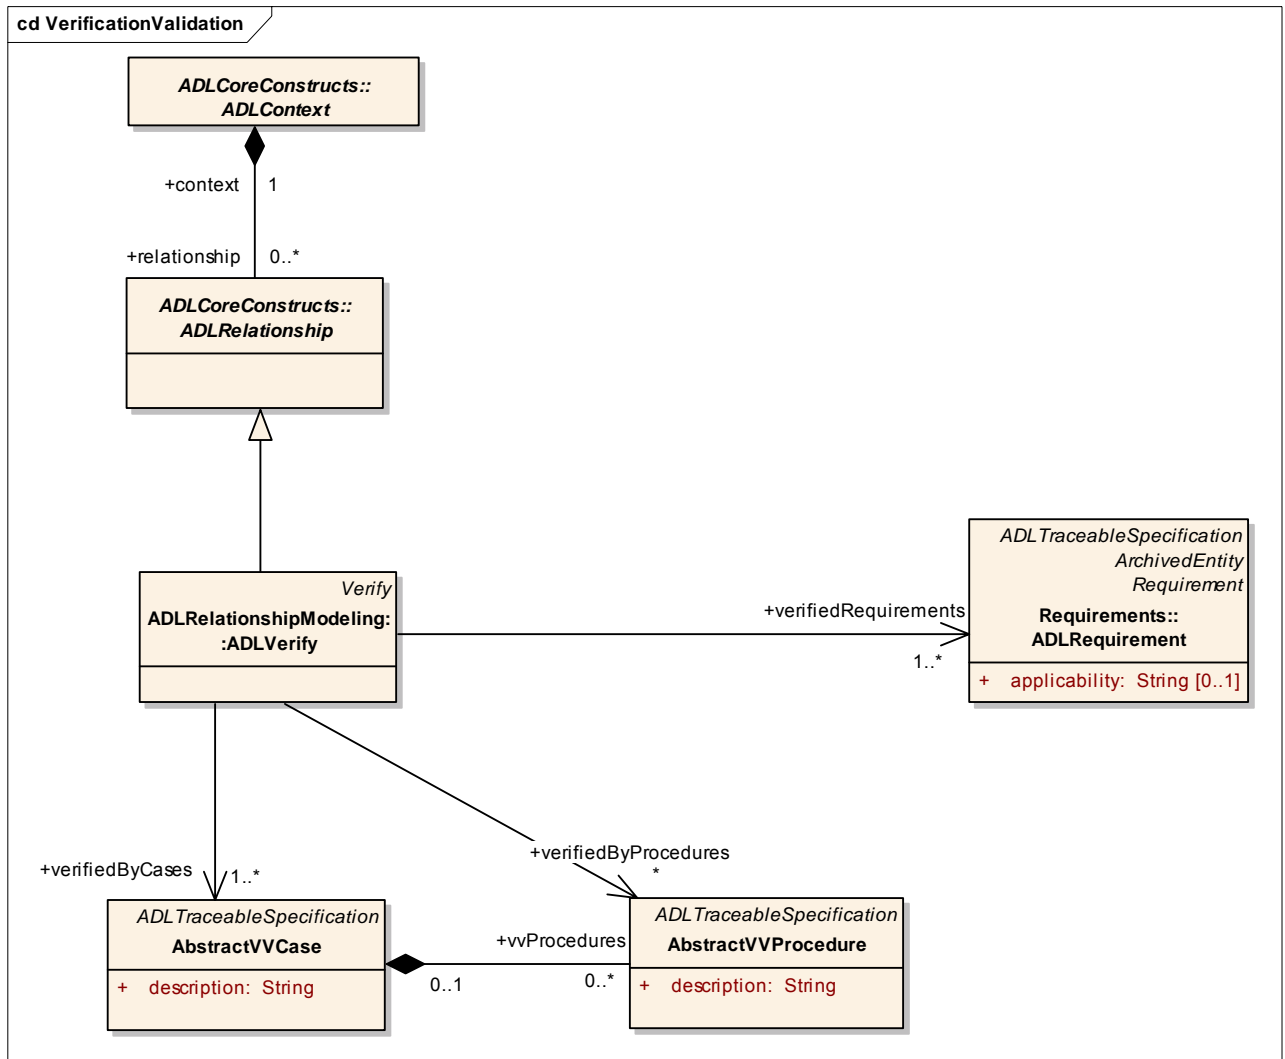 cd VerificationValidation
ADLCoreConstructs::
ADLContext
+context 1
+relationship 0..*
ADLCoreConstructs::
ADLRelationship
Verify
ADLRelationshipModeling:
:ADLVerify
+verifiedRequirements
1..*
ADLTraceableSpecification
ArchivedEntity
Requirement
Requirements::
ADLRequirement
+ applicability: String [0..1]
+verifiedByCases 1..*
+verifiedByProcedures
*
ADLTraceableSpecification
AbstractVVCase
+ description: String
+vvProcedures
0..1 0..*
ADLTraceableSpecification
AbstractVVProcedure
+ description: String